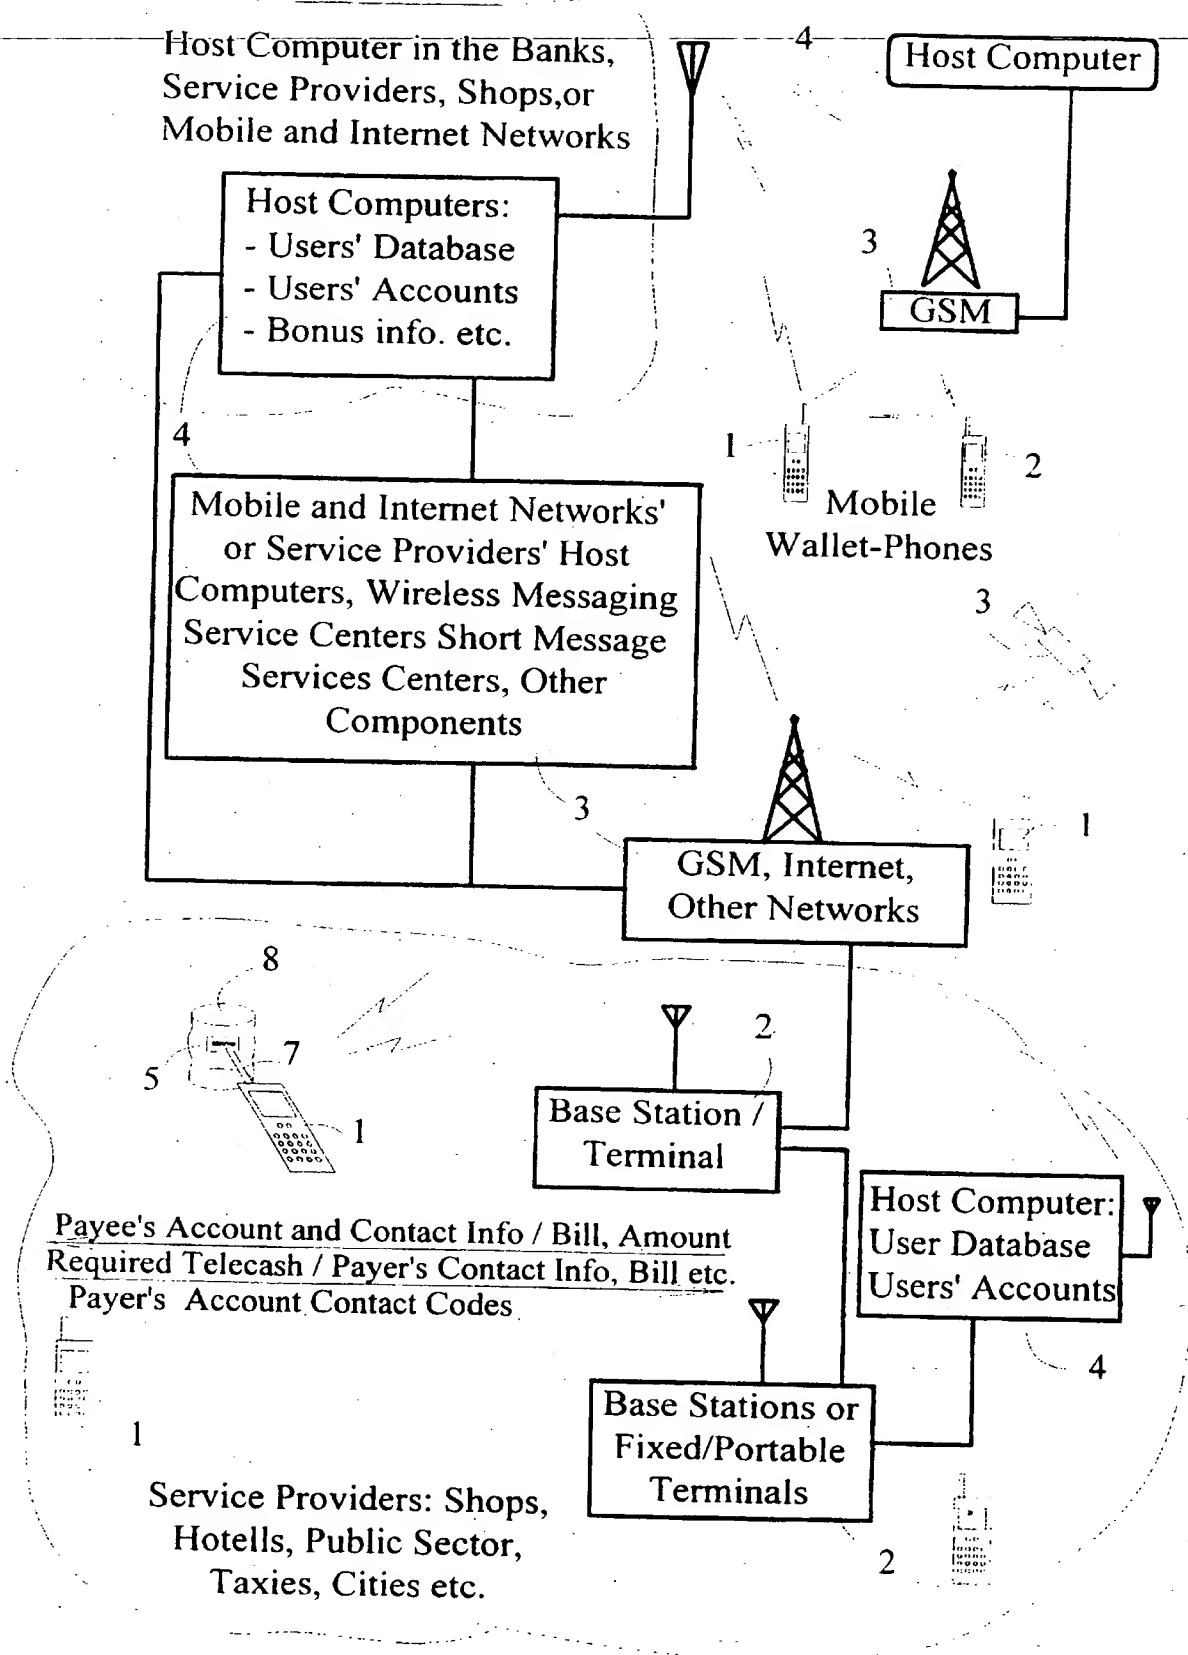 Host Computer in the Banks,
Service Providers, Shops,or
Mobile and Internet Networks
4
Host Computer
Host Computers:
- Users' Database
- Users' Accounts
- Bonus info. etc.
3
GSM
4
1
2
Mobile
Wallet-Phones
Mobile and Internet Networks'
or Service Providers' Host
Computers, Wireless Messaging
Service Centers Short Message
Services Centers, Other
Components
3
3
1
GSM, Internet,
Other Networks
8
5
7
1
2
Base Station /
Terminal
Host Computer:
User Database
Users' Accounts
Payee's Account and Contact Info / Bill, Amount
Required Telecash / Payer's Contact Info, Bill etc.
Payer's Account Contact Codes
4
1
Base Stations or
Fixed/Portable
Terminals
2
Service Providers: Shops,
Hotells, Public Sector,
Taxies, Cities etc.